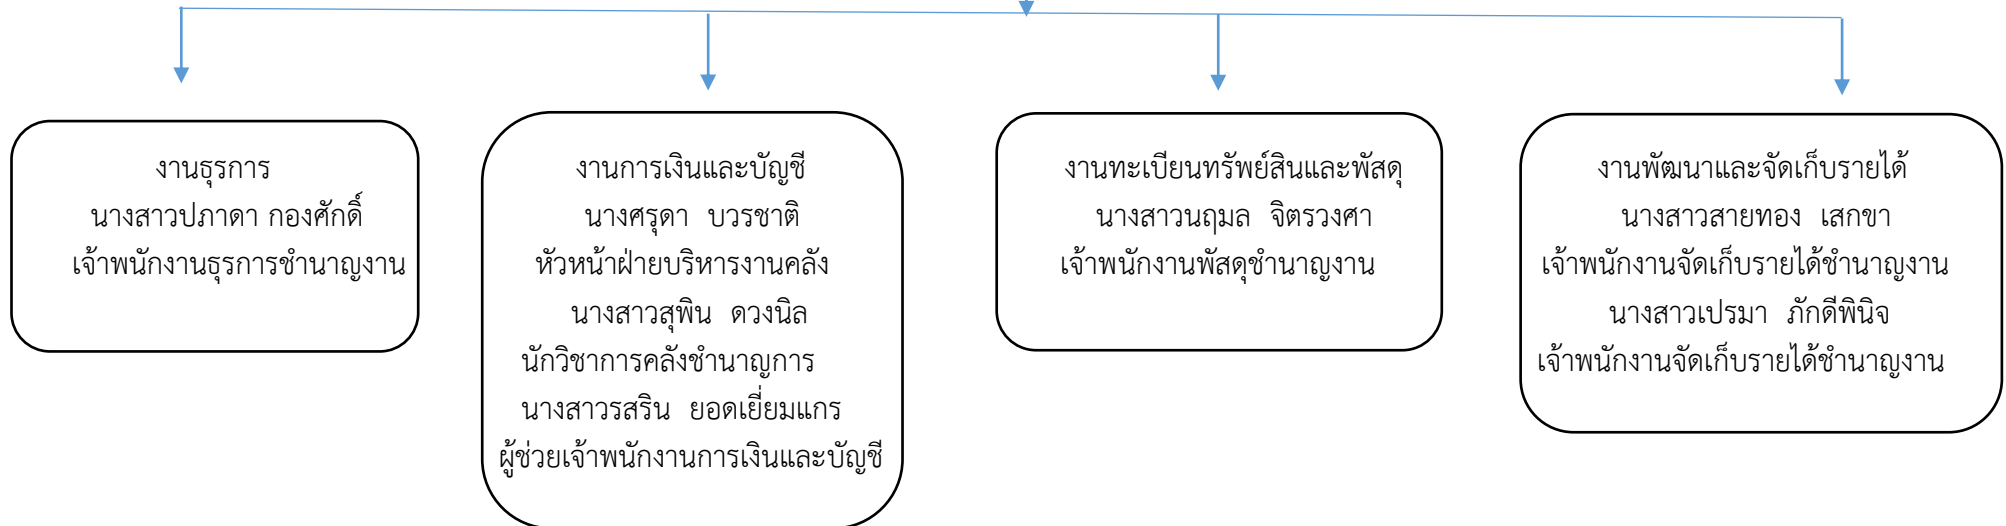 งานธุรการ
นางสาวปภาดา กองศักดิ์
เจ้าพนักงานธุรการชำนาญงาน
งานการเงินและบัญชี
นางศรุดา บวรชาติ
หัวหน้าฝ่ายบริหารงานคลัง
นางสาวสุพิน ดวงนิล
นักวิชาการคลังชำนาญการ
นางสาวรสริน ยอดเยี่ยมแกร
ผู้ช่วยเจ้าพนักงานการเงินและบัญชี
งานทะเบียนทรัพย์สินและพัสดุ
นางสาวนฤมล จิตรวงศา
เจ้าพนักงานพัสดุชำนาญงาน
งานพัฒนาและจัดเก็บรายได้
นางสาวสายทอง เสกขา
เจ้าพนักงานจัดเก็บรายได้ชำนาญงาน
นางสาวเปรมา ภักดีพินิจ
เจ้าพนักงานจัดเก็บรายได้ชำนาญงาน